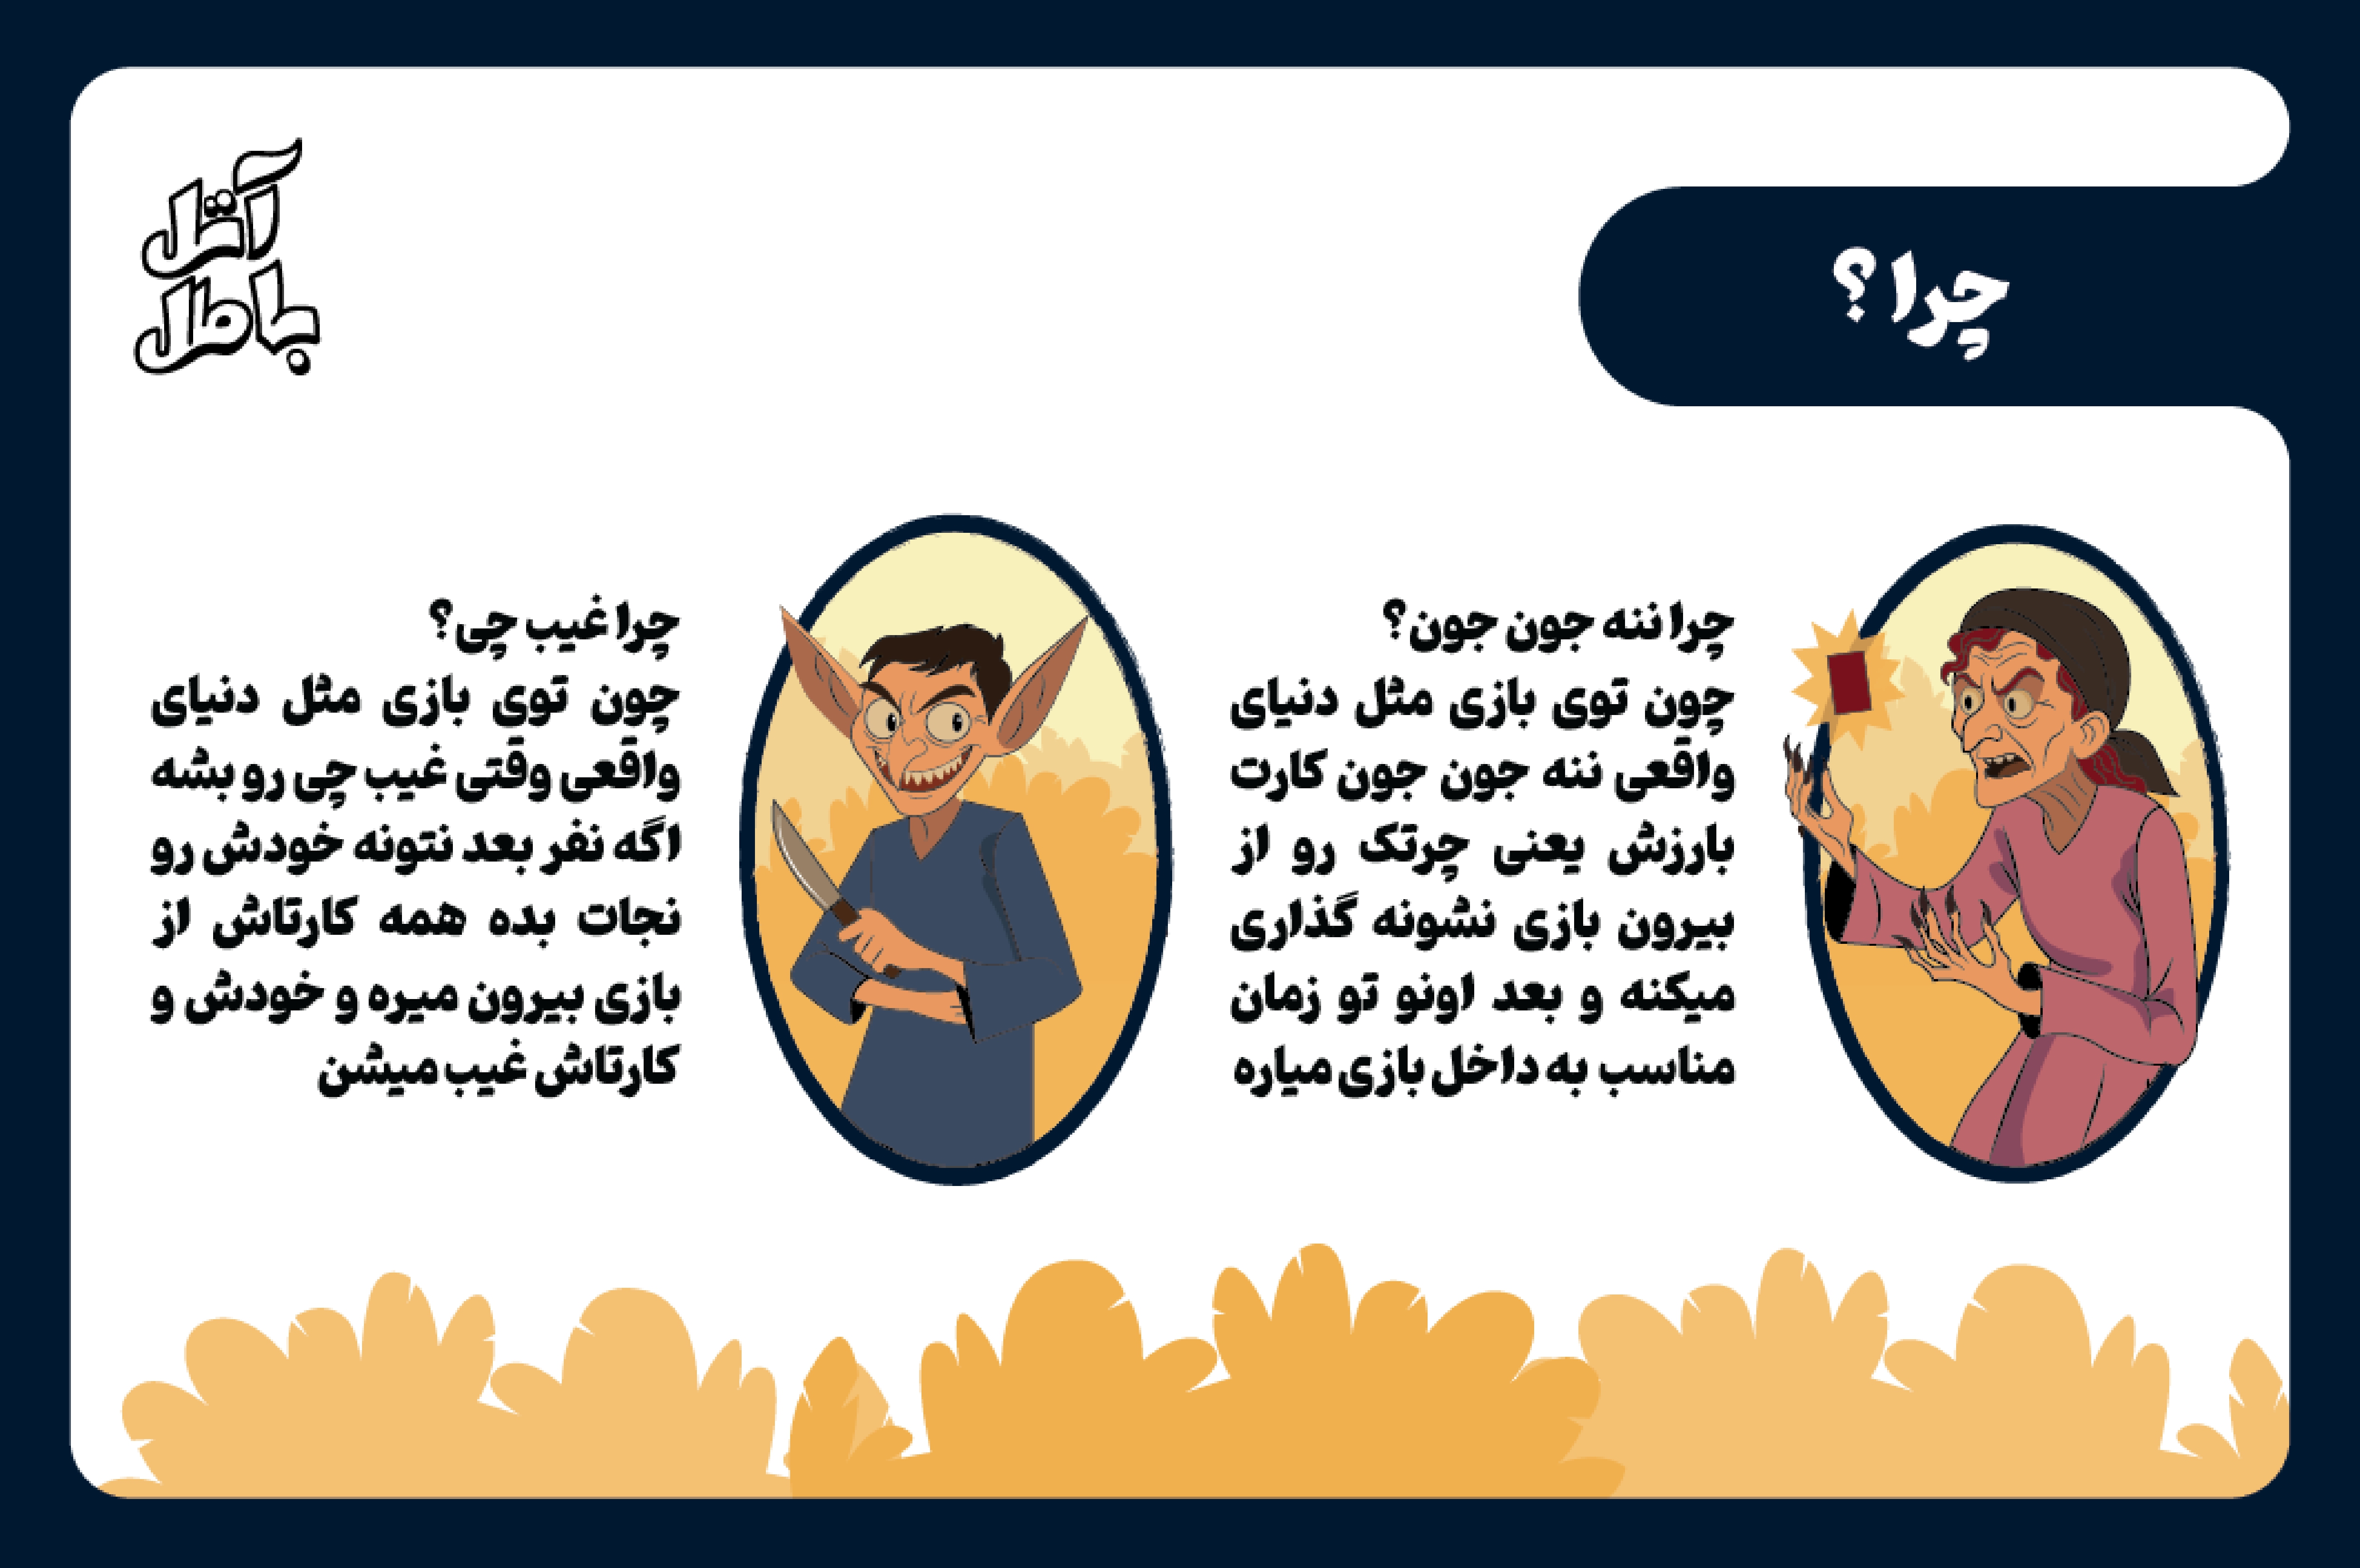 چرا؟
آتل
باطل
چرا ننه جون جون؟
چون توی بازی مثل دنیای
واقعی ننه جون جون کارت
بارزش یعنی چرتک رو از
بیرون بازی نشونه گذاری
میکنه و بعد اونو تو زمان
مناسب به داخل بازی میاره
چرا غیب چی؟
چون توی بازی مثل دنیای
واقعی وقتی غیب چی رو بشه
اگه نفر بعد نتونه خودش رو
نجات بده همه کارتاش از
بازی بیرون میره و خودش و
کارتاش غیب میشن